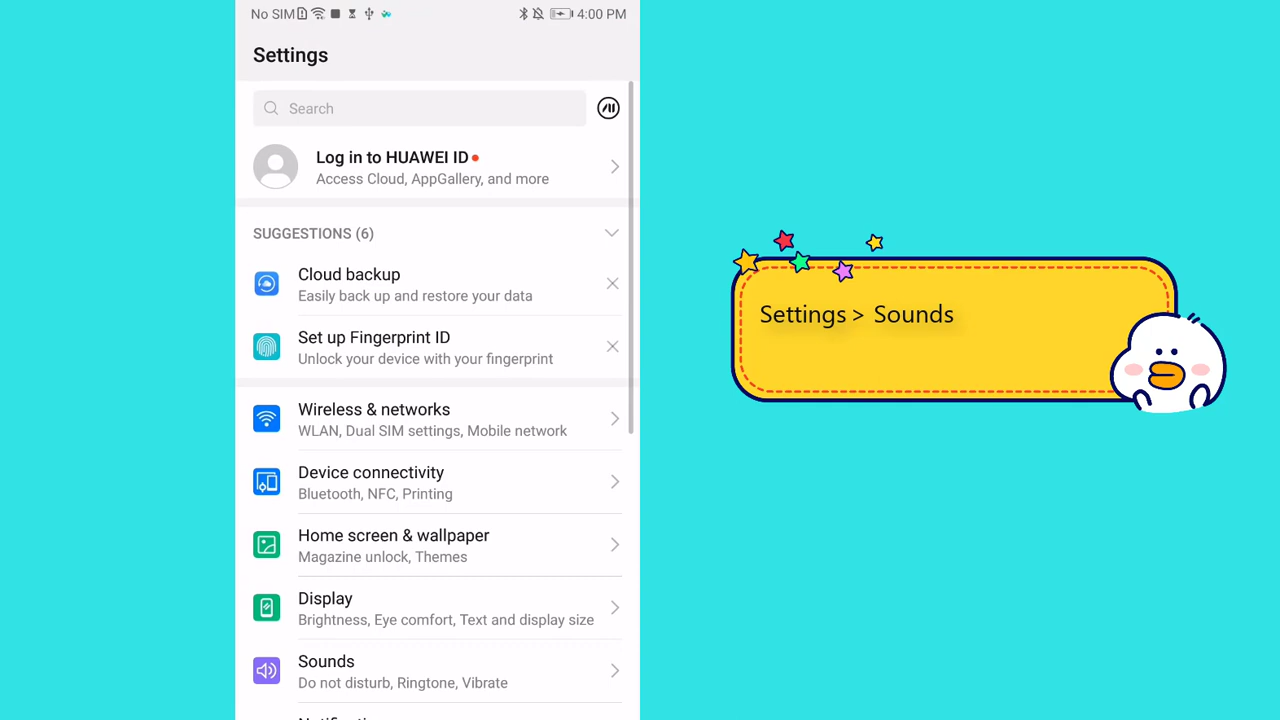 No SIM 4:00 PM
Settings
Search
Log in to HUAWEI ID
Access Cloud, AppGallery, and more
SUGGESTIONS (6)
Cloud backup
Easily back up and restore your data
Set up Fingerprint ID
Unlock your device with your fingerprint
Wireless & networks
WLAN, Dual SIM settings, Mobile network
Device connectivity
Bluetooth, NFC, Printing
Home screen & wallpaper
Magazine unlock, Themes
Display
Brightness, Eye comfort, Text and display size
Sounds
Do not disturb, Ringtone, Vibrate
Settings > Sounds